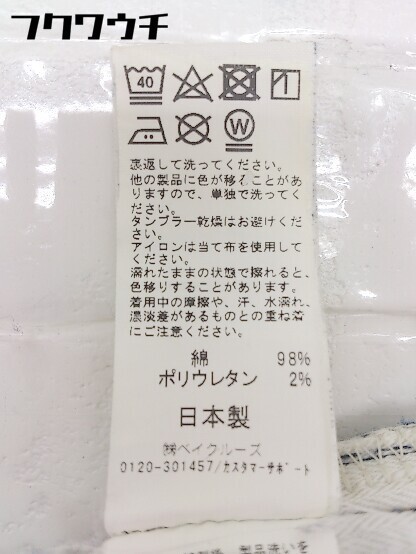 フクワウチ
40
W
裏返して洗ってください。
他の製品に色が移ることがあ
りますので、単独で洗ってく
ださい。
タンブラー乾燥はお避けくだ
さい。
アイロンは当て布を使用して
ください。
濡れたままの状態で擦れると、
色移りすることがあります。
着用中の摩擦や、汗、水濡れ、
濃淡差があるものとの重ね着
にご注意ください。
綿 98%
ポリウレタン 2%
日本製
㈱ベイクルーズ
0120-301457/カスタマーサポート
製品洗いを